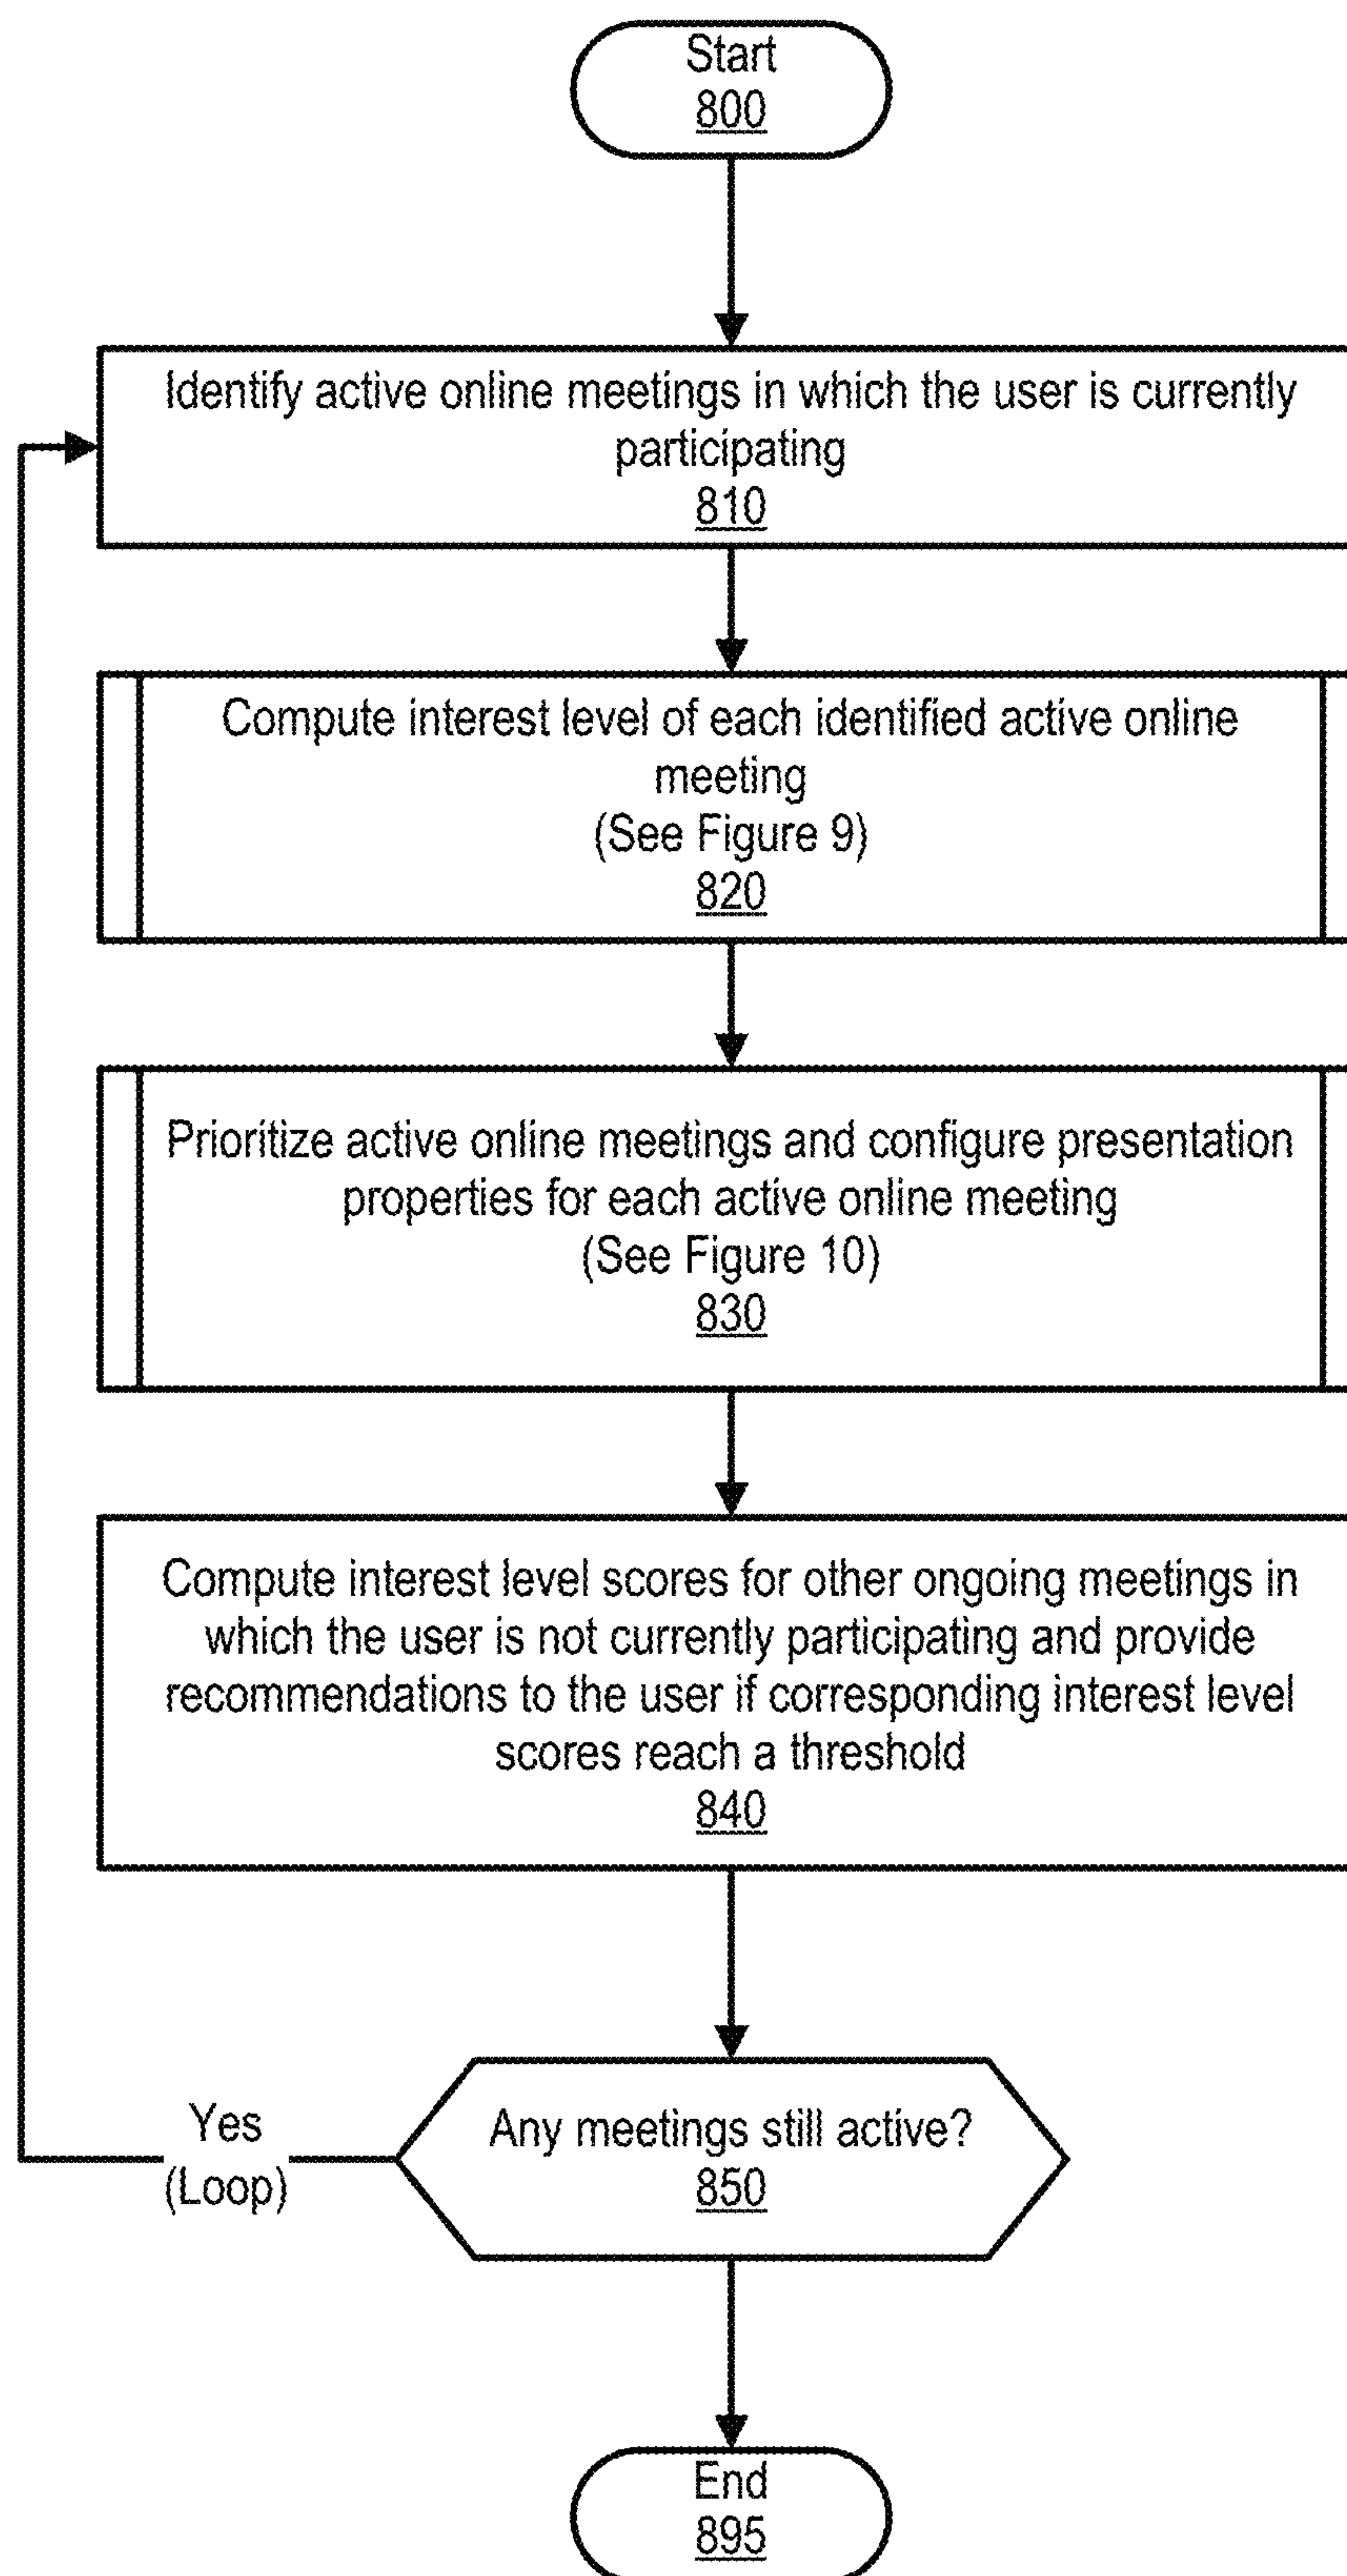 Start
800
Identify active online meetings in which the user is currently
participating
810
Compute interest level of each identified active online
meeting
(See Figure 9)
820
Prioritize active online meetings and configure presentation
properties for each active online meeting
(See Figure 10)
830
Compute interest level scores for other ongoing meetings in
which the user is not currently participating and provide
recommendations to the user if corresponding interest level
scores reach a threshold
840
Yes
(Loop)
Any meetings still active?
850
End
895